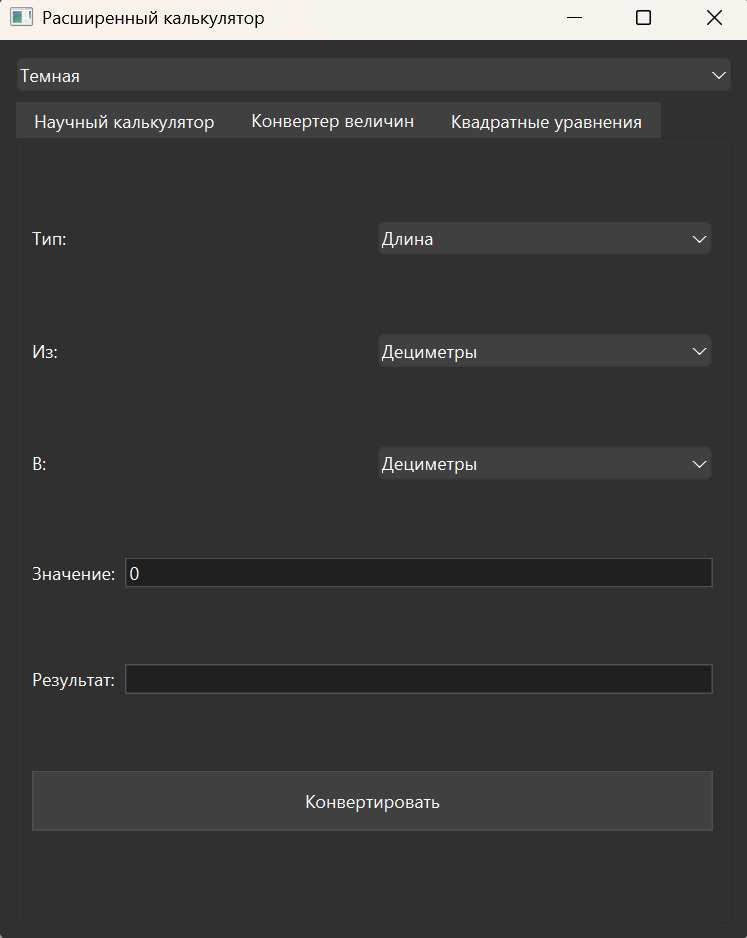 Расширенный калькулятор
Темная
Научный калькулятор Конвертер величин Квадратные уравнения
Тип: Длина
Из: Дециметры
В: Дециметры
Значение: 0
Результат:
Конвертировать